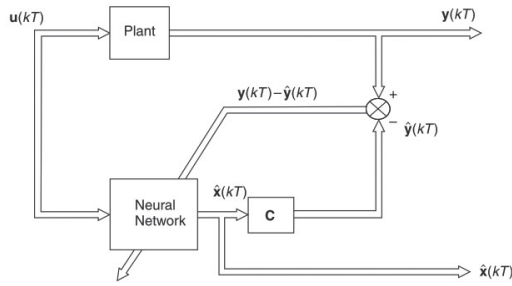 u(kT)
Plant
y(kT)
y(kT)−ŷ(kT)
+
−
ŷ(kT)
Neural
Network
x̂(kT)
C
x̂(kT)